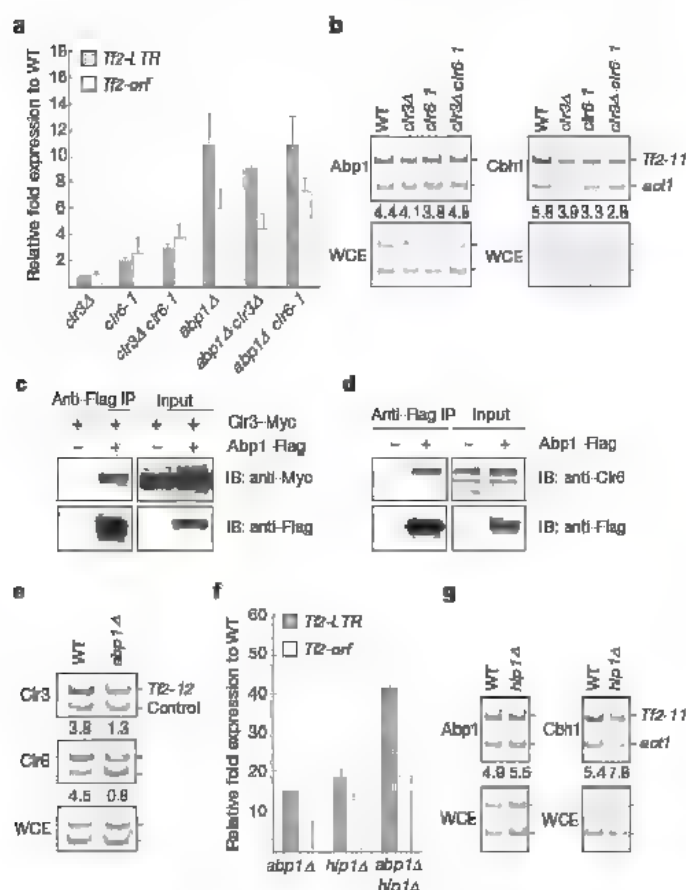 a
Relative fold expression to WT
18
16
14
12
10
8
6
4
2
Tf2-LTR
Tf2-orf
clr3Δ
clr6-1
clr3Δ clr6-1
abp1Δ
abp1Δ clr3Δ
abp1Δ clr6-1
b
WT clr3Δ clr6-1 clr3Δ clr6-1
Abp1
4.4 4.1 3.8 4.8
WCE
WT clr3Δ clr6-1 clr3Δ clr6-1
Cbh1 Tf2-11
act1
5.8 3.9 3.3 2.8
WCE
c
Anti-Flag IP Input
+ + + + Clr3-Myc
- + - + Abp1-Flag
IB: anti-Myc
IB: anti-Flag
d
Anti-Flag IP Input
- + - + Abp1-Flag
IB: anti-Clr6
IB: anti-Flag
e
WT abp1Δ
Clr3 Tf2-12
Control
3.8 1.3
Clr6
4.5 0.8
WCE
f
Relative fold expression to WT
60
50
40
30
20
10
Tf2-LTR
Tf2-orf
abp1Δ hip1Δ abp1Δ
hip1Δ
g
WT hip1Δ
Abp1
4.9 5.5
WCE
WT hip1Δ
Cbh1 Tf2-11
act1
5.4 7.8
WCE